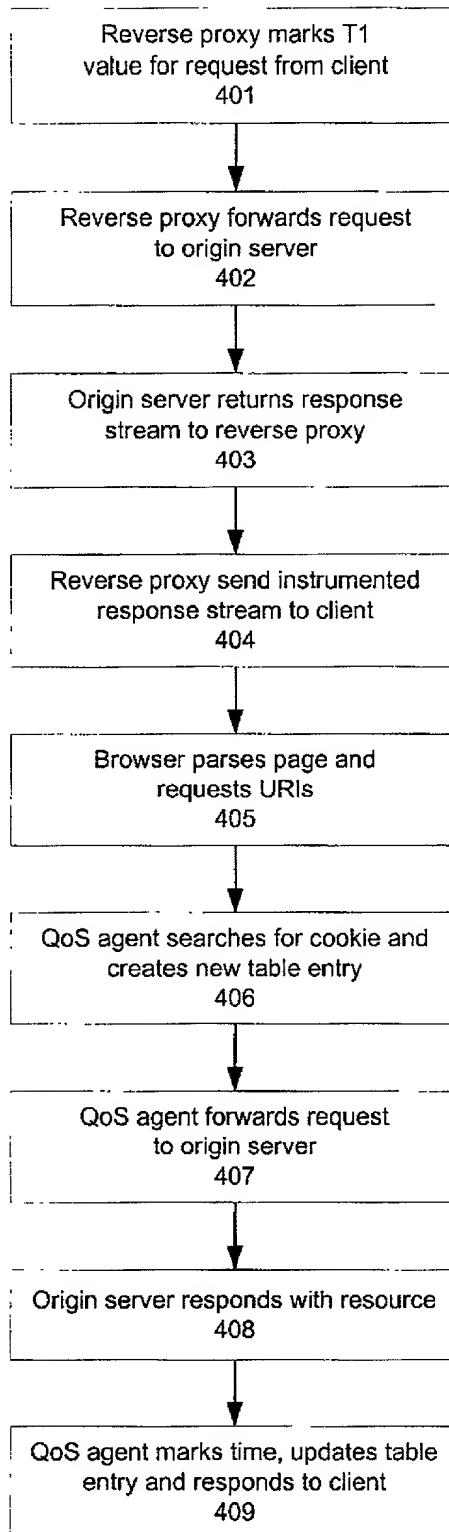 Reverse proxy marks T1
value for request from client
401
Reverse proxy forwards request
to origin server
402
Origin server returns response
stream to reverse proxy
403
Reverse proxy send instrumented
response stream to client
404
Browser parses page and
requests URIs
405
QoS agent searches for cookie and
creates new table entry
406
QoS agent forwards request
to origin server
407
Origin server responds with resource
408
QoS agent marks time, updates table
entry and responds to client
409